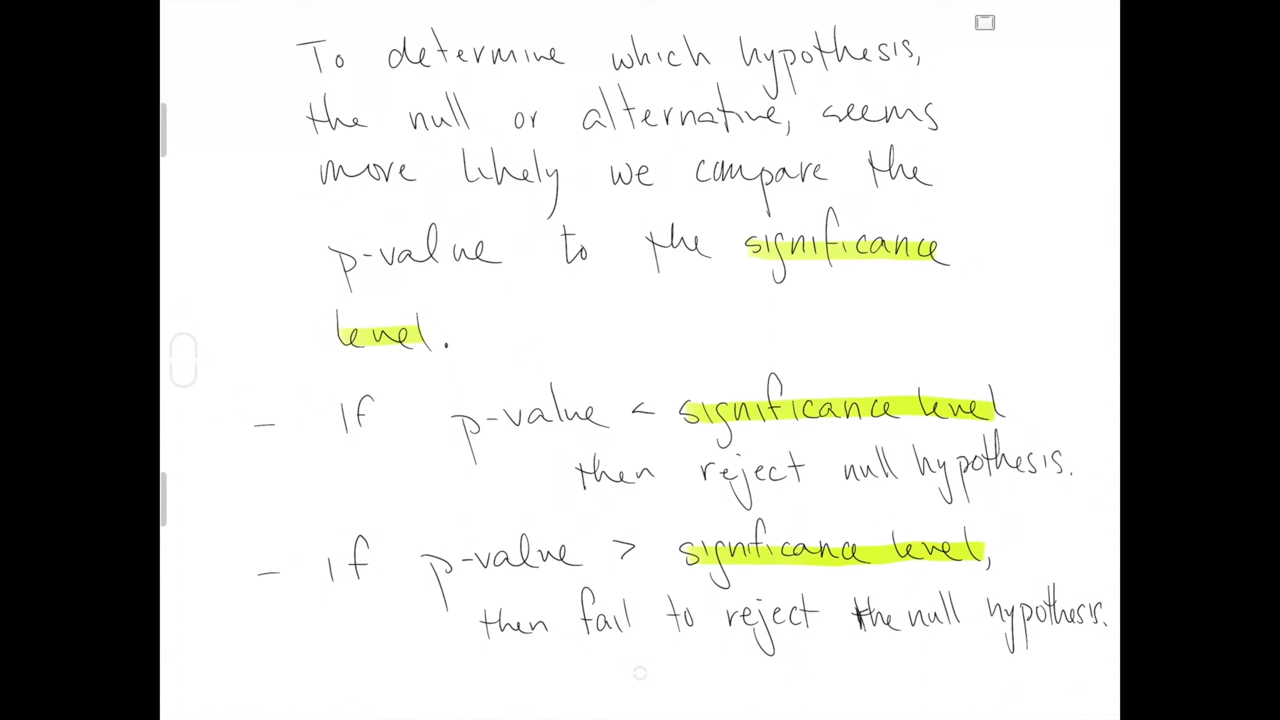 To determine which hypothesis,
the null or alternative, seems
more likely we compare the
p-value to the significance
level.
- If p-value < significance level
then reject null hypothesis.
- If p-value > significance level,
then fail to reject the null hypothesis.